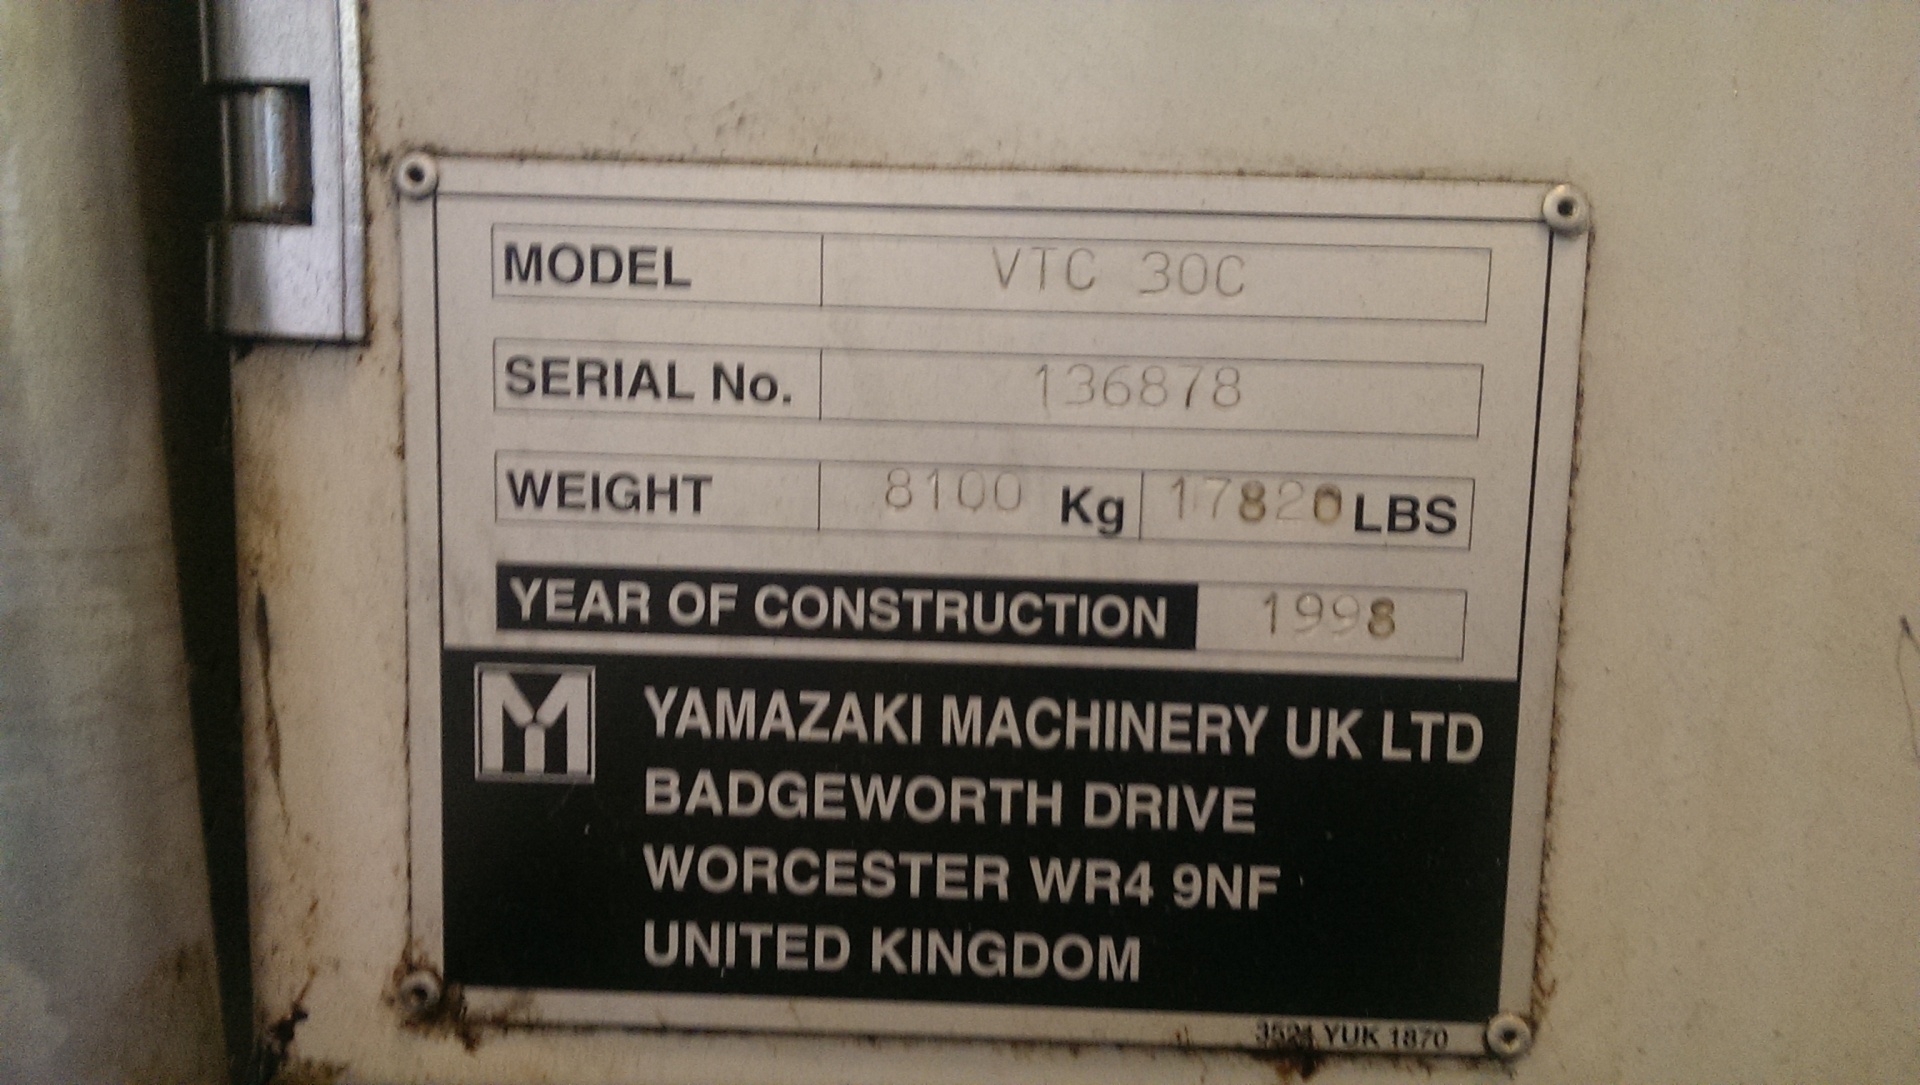 MODEL VTC 30C
SERIAL No. 136878
WEIGHT 8100 Kg 17820 LBS
YEAR OF CONSTRUCTION 1998
YAMAZAKI MACHINERY UK LTD
BADGEWORTH DRIVE
WORCESTER WR4 9NF
UNITED KINGDOM
3524 YUK 1870